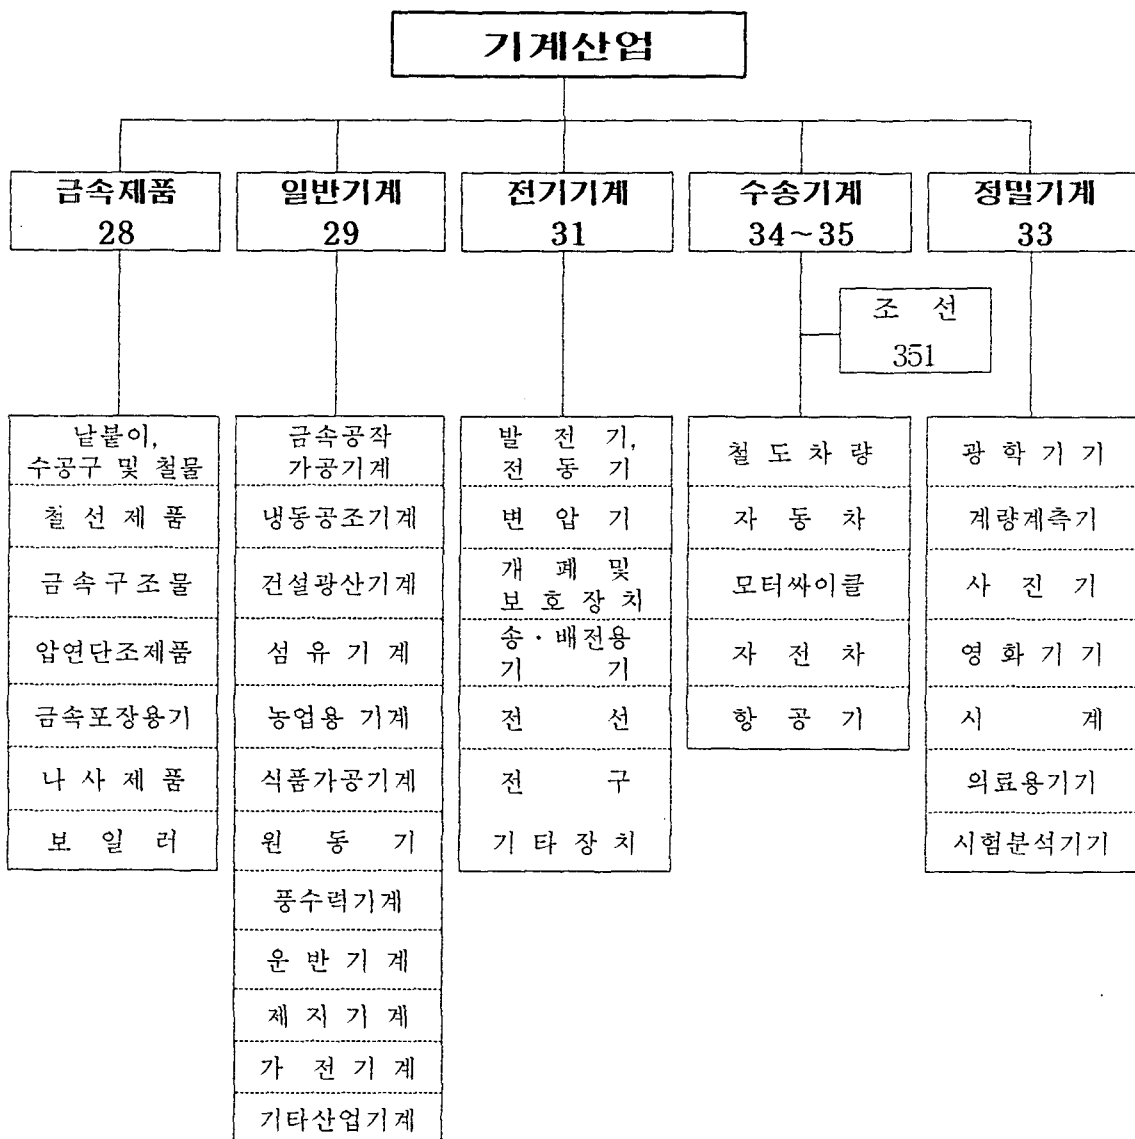 기계산업
금속제품
28
일반기계
29
전기기계
31
수송기계
34~35
정밀기계
33
조 선
351
낱붙이,
수공구 및 철물
철 선 제 품
금속구조물
압연단조제품
금속포장용기
나 사 제 품
보 일 러
금속공작
가공기계
냉동공조기계
건설광산기계
섬 유 기 계
농업용 기계
식품가공기계
원 동 기
풍수력기계
운 반 기 계
제 지 기 계
가 전 기 계
기타산업기계
발 전 기,
전 동 기
변 압 기
개 폐 및
보 호 장 치
송·배전용
기 기
전 선
전 구
기 타 장 치
철 도 차 량
자 동 차
모터싸이클
자 전 차
항 공 기
광 학 기 기
계량계측기
사 진 기
영 화 기 기
시 계
의료용기기
시험분석기기